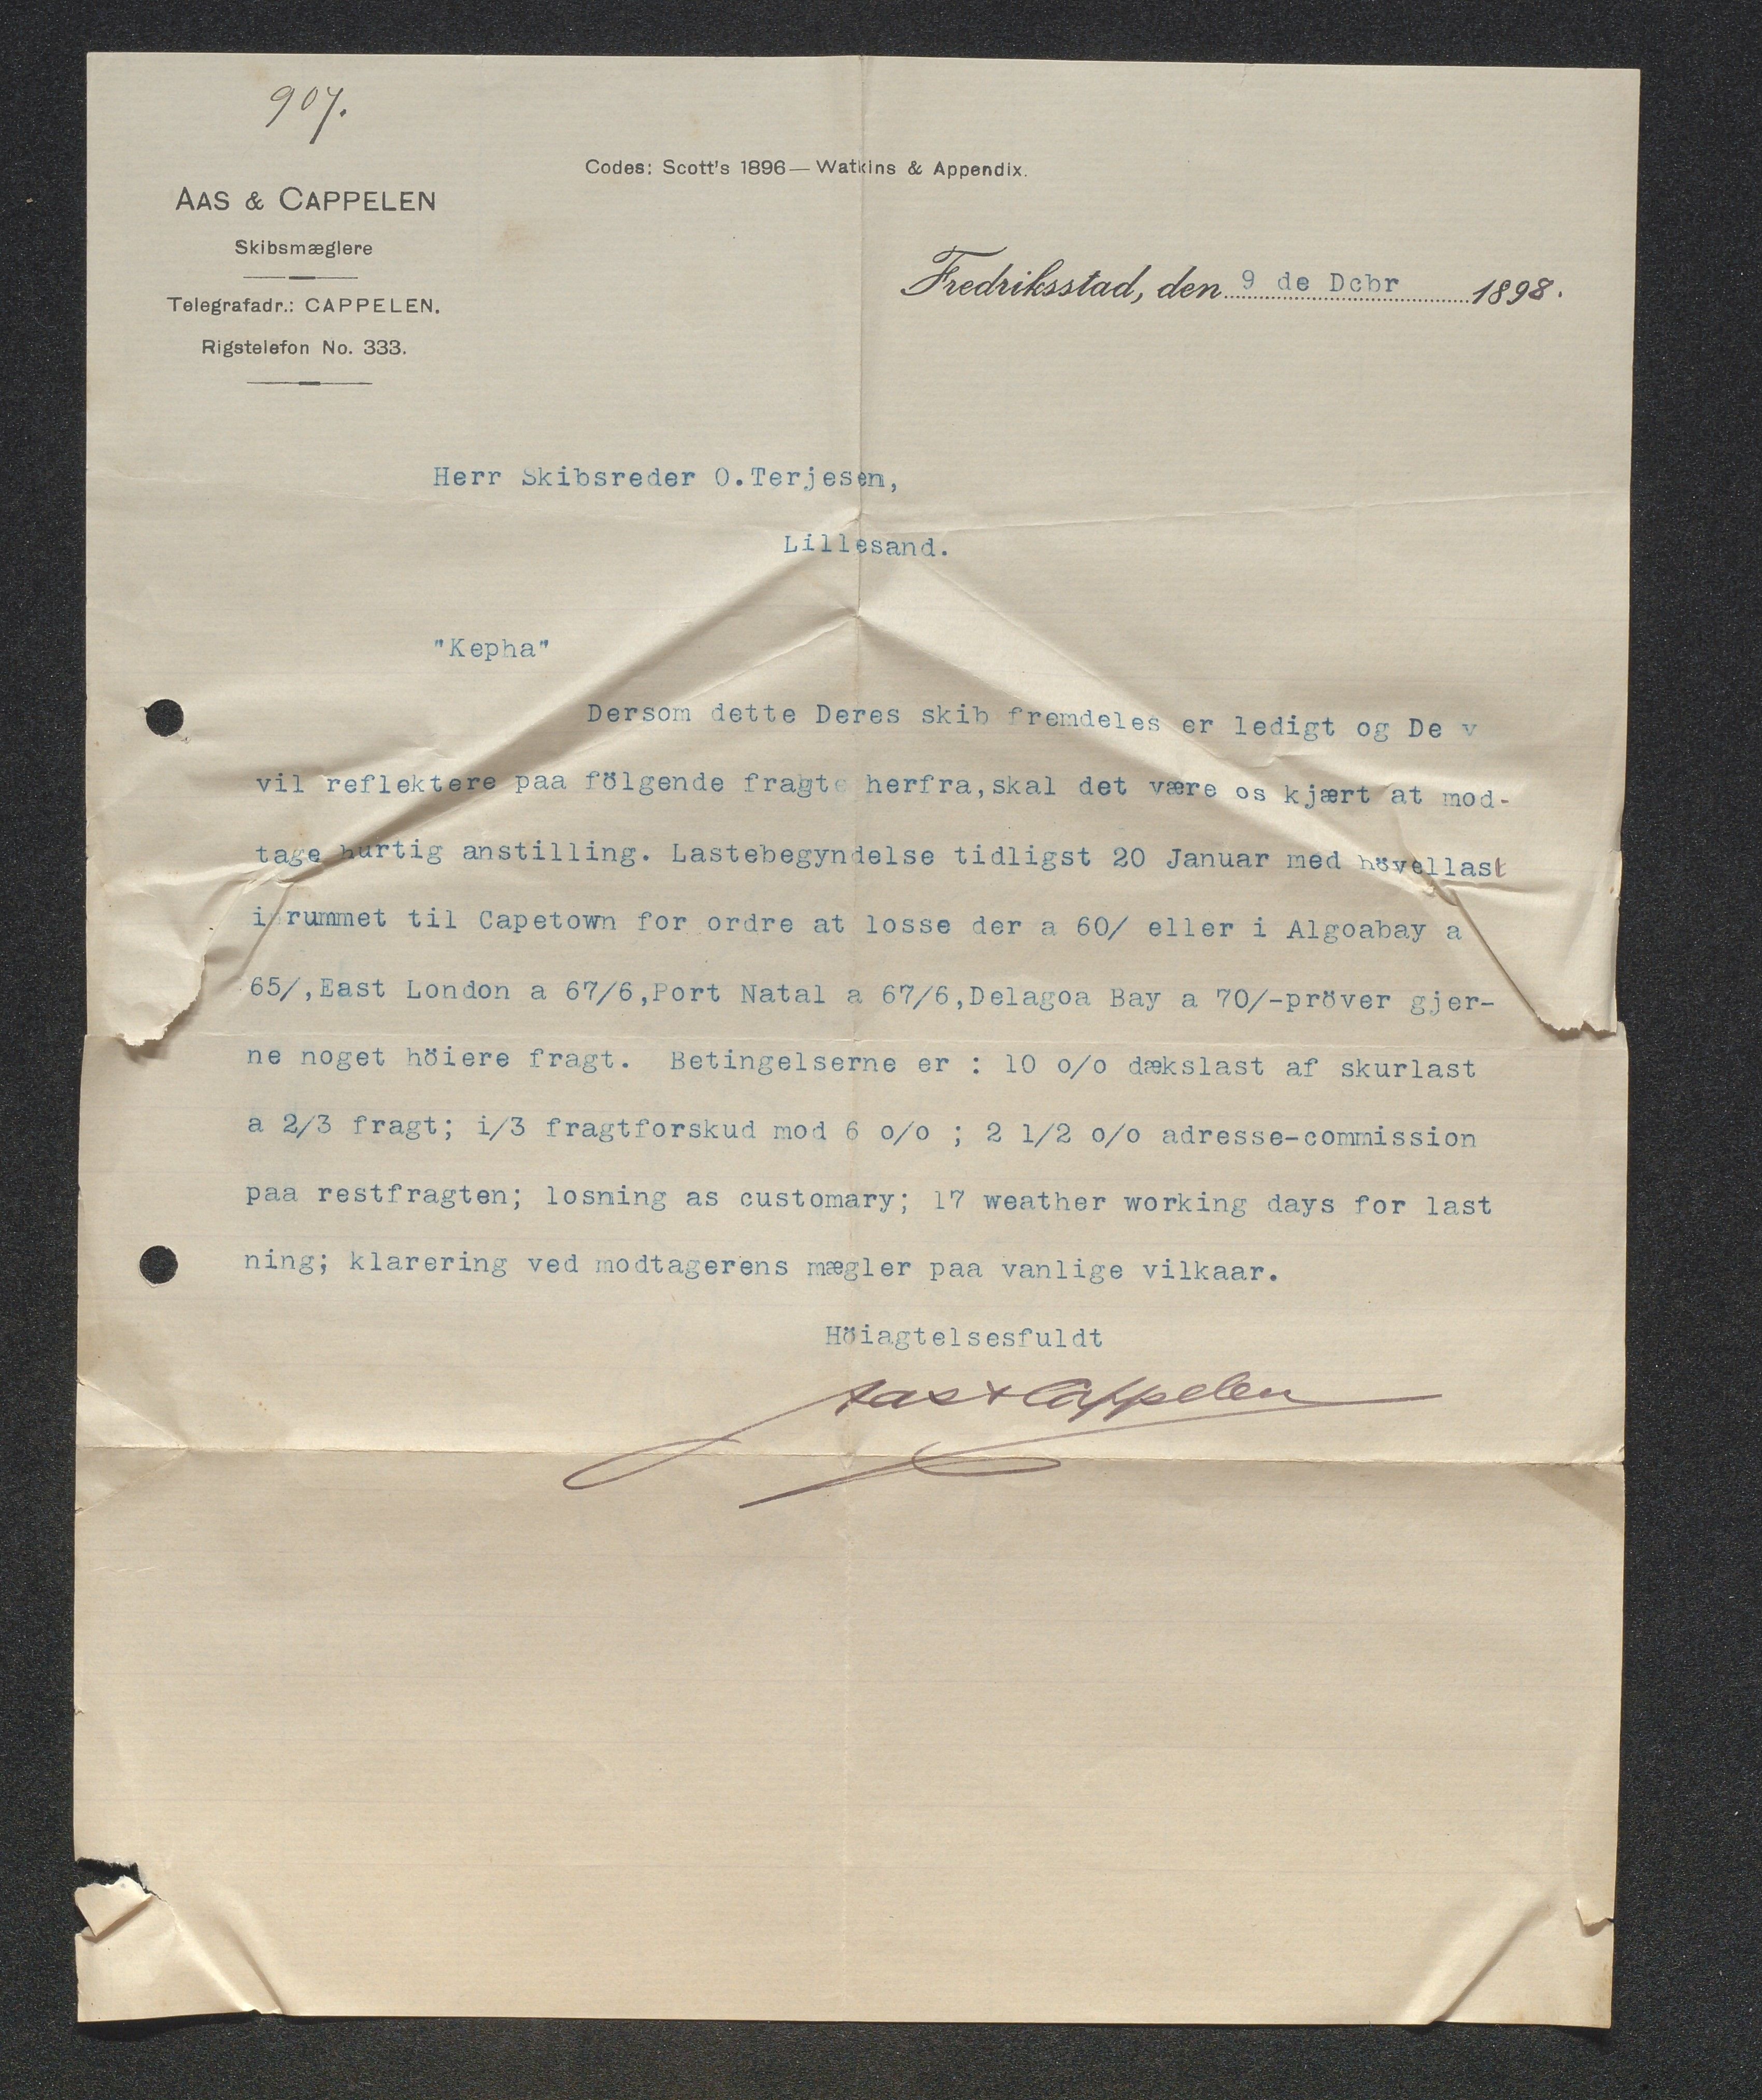 907.
Codes: Scott's 1896— Watkins & Appendix.
AAS & CAPPELEN
Skibsmæglere
Telegrafadr.: CAPPELEN.
Rigstelefon No. 333.
Fredriksstad, den 9 de Dcbr 1898.
Herr Skibsreder O.Terjesen,
Lillesand.
"Kepha"
Dersom dette Deres skib fremdeles er ledigt og De v
vil reflektere paa fölgende fragte herfra,skal det være os kjært at mod-
tage hurtig anstilling. Lastebegyndelse tidligst 20 Januar med hövellast
i rummet til Capetown for ordre at losse der a 60/ eller i Algoabay a
65/,East London a 67/6,Port Natal a 67/6,Delagoa Bay a 70/-pröver gjer-
ne noget höiere fragt. Betingelserne er : 10 o/o dækslast af skurlast
a 2/3 fragt; i/3 fragtforskud mod 6 o/o ; 2 1/2 o/o adresse-commission
paa restfragten; losning as customary; 17 weather working days for last
ning; klarering ved modtagerens mægler paa vanlige vilkaar.
Höiagtelsesfuldt
Aas & Cappelen